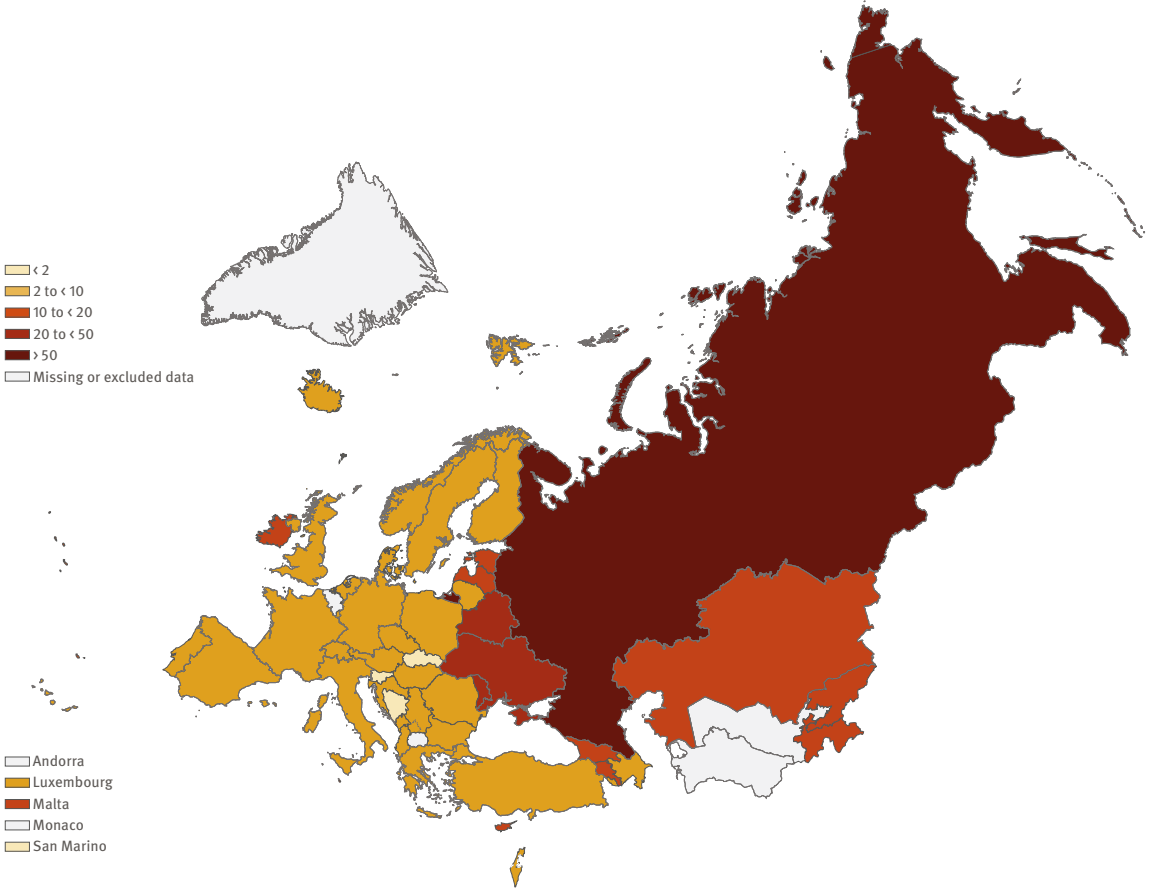 < 2
2 to < 10
10 to < 20
20 to < 50
> 50
Missing or excluded data
Andorra
Luxembourg
Malta
Monaco
San Marino